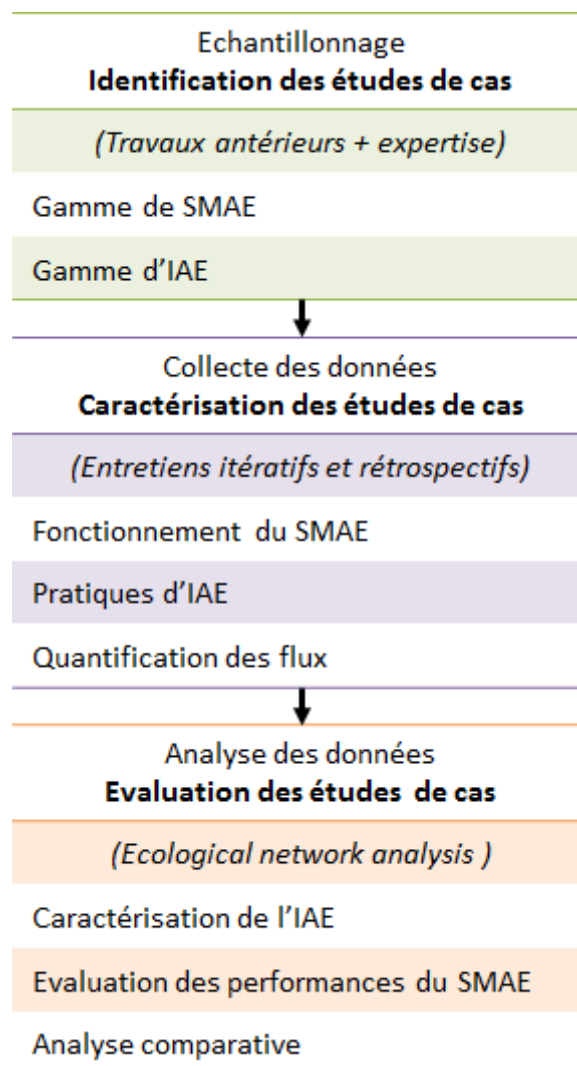 Echantillonnage
Identification des études de cas
(Travaux antérieurs + expertise)
Gamme de SMAE
Gamme d'IAE
Collecte des données
Caractérisation des études de cas
(Entretiens itératifs et rétrospectifs)
Fonctionnement du SMAE
Pratiques d'IAE
Quantification des flux
Analyse des données
Evaluation des études de cas
(Ecological network analysis )
Caractérisation de l'IAE
Evaluation des performances du SMAE
Analyse comparative